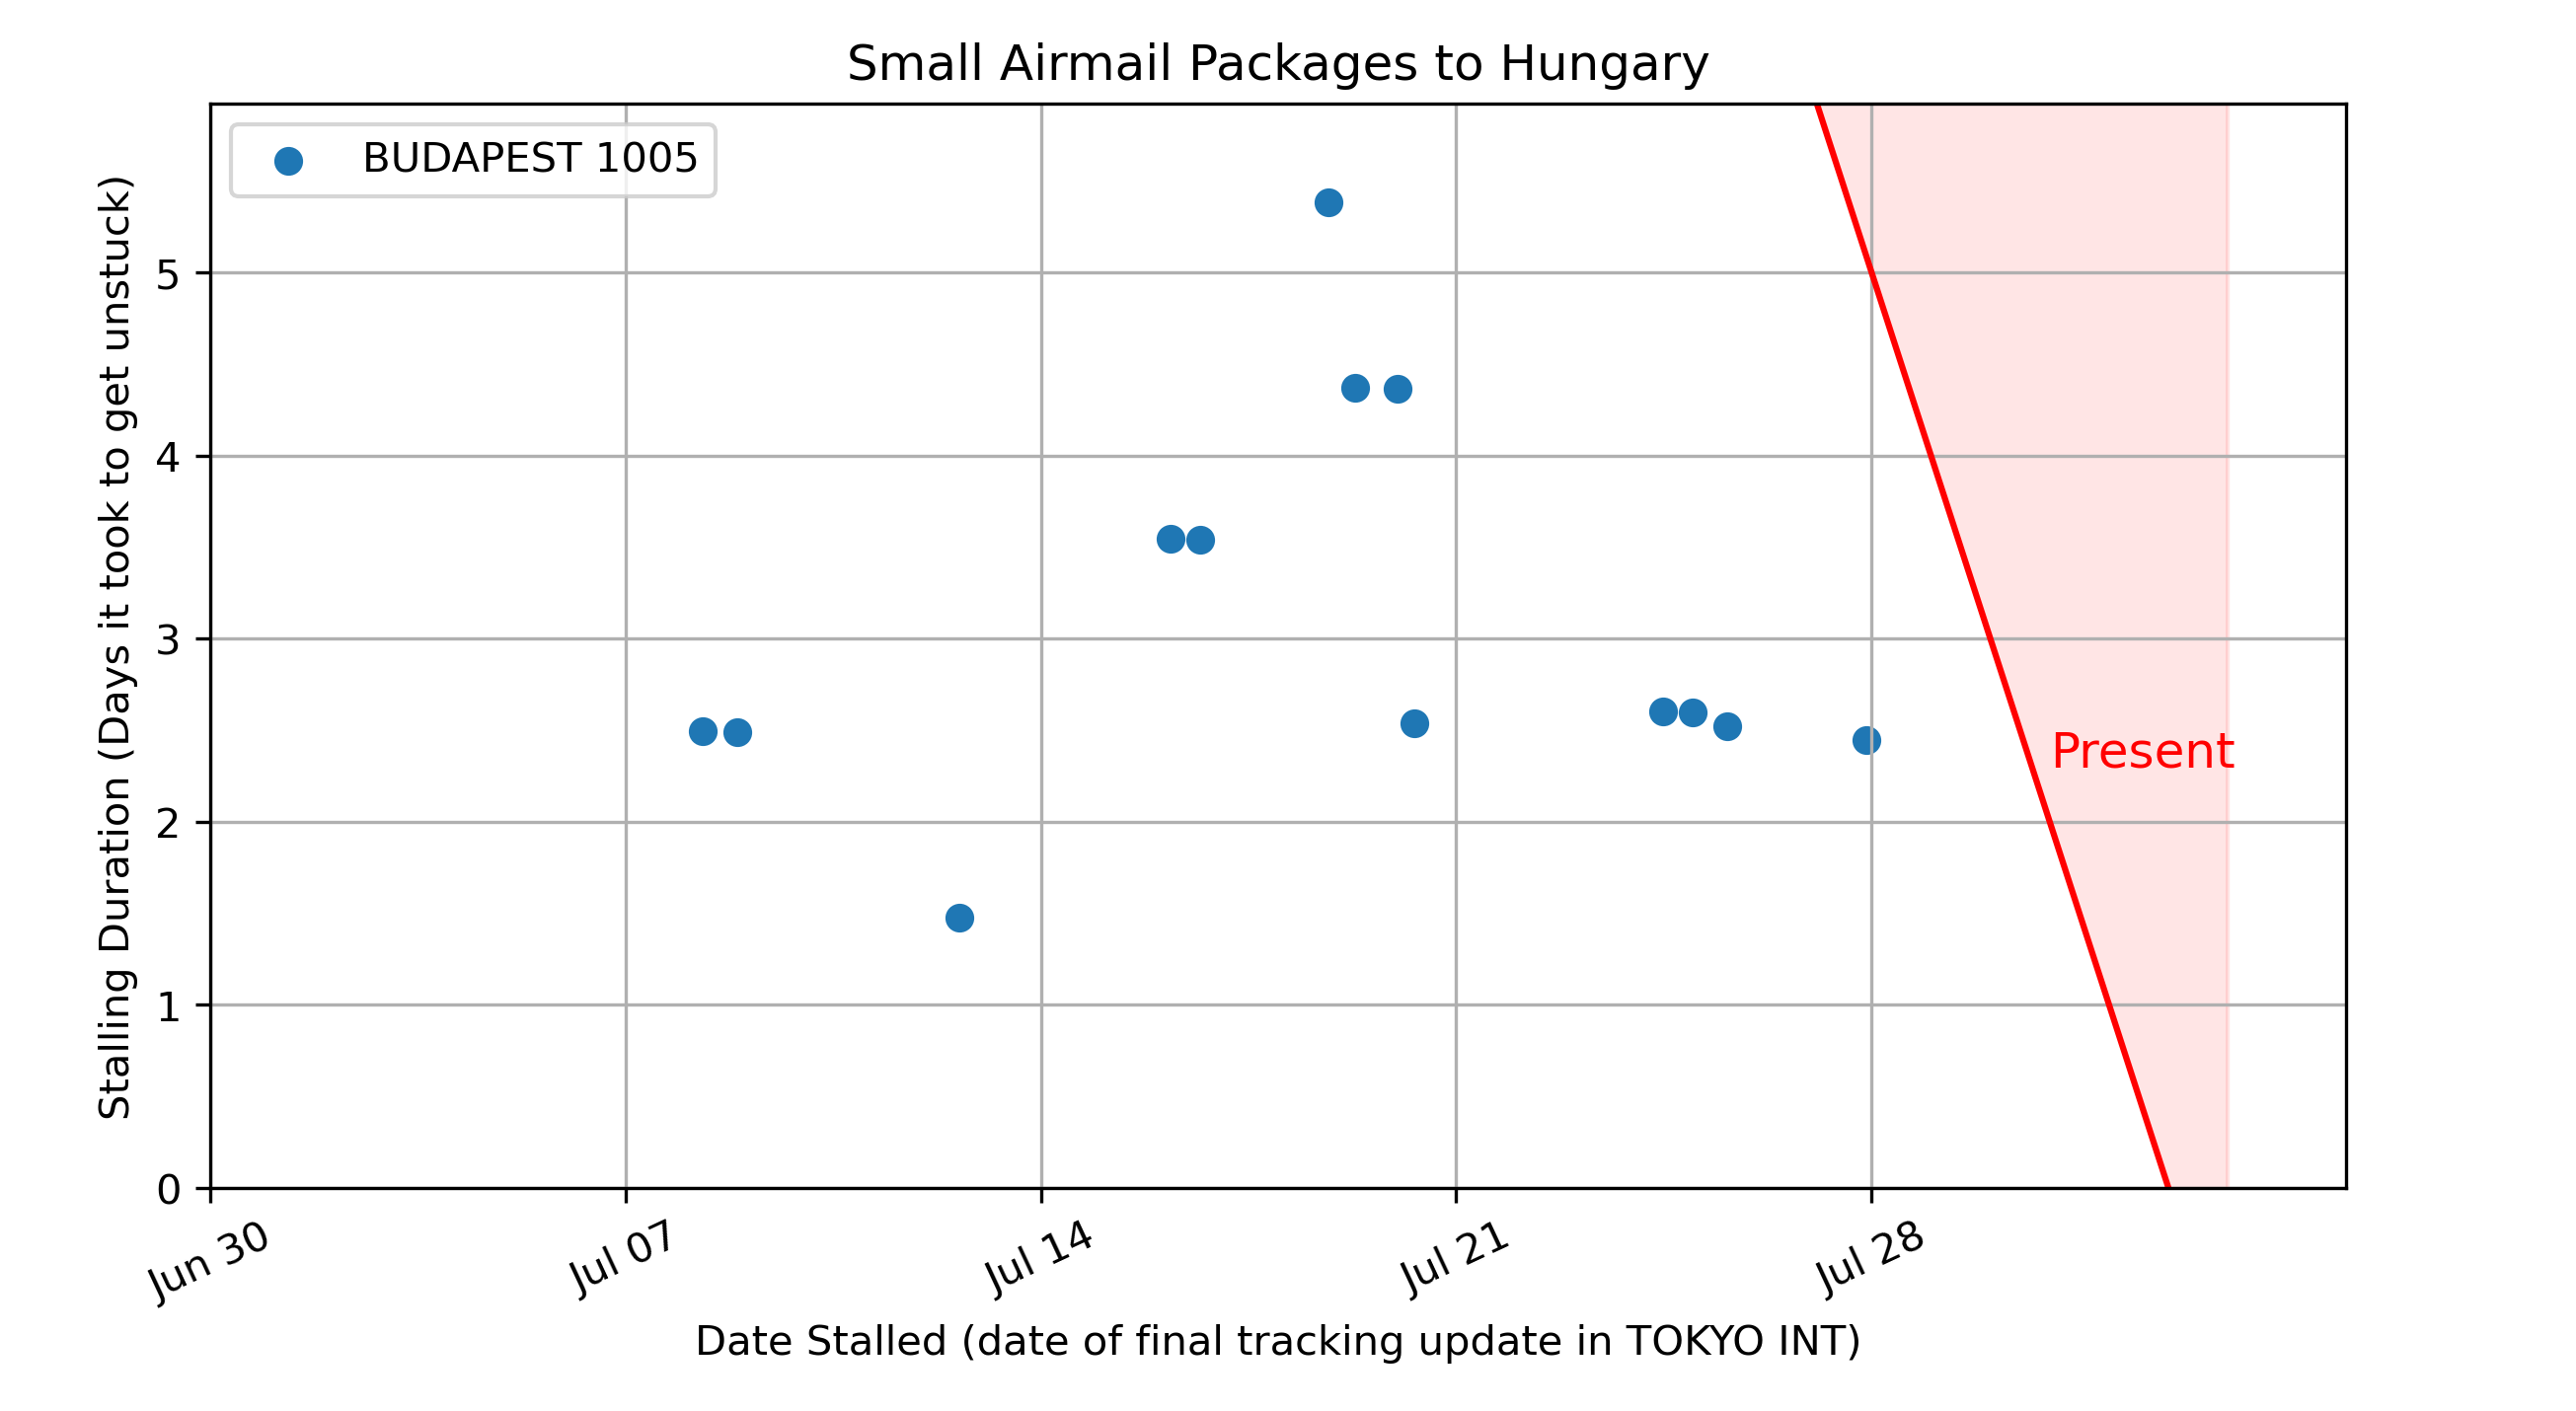 Small Airmail Packages to Hungary
BUDAPEST 1005
Stalling Duration (Days it took to get unstuck)
5
4
3
2
1
0
Present
Jun 30
Jul 07
Jul 14
Jul 21
Jul 28
Date Stalled (date of final tracking update in TOKYO INT)